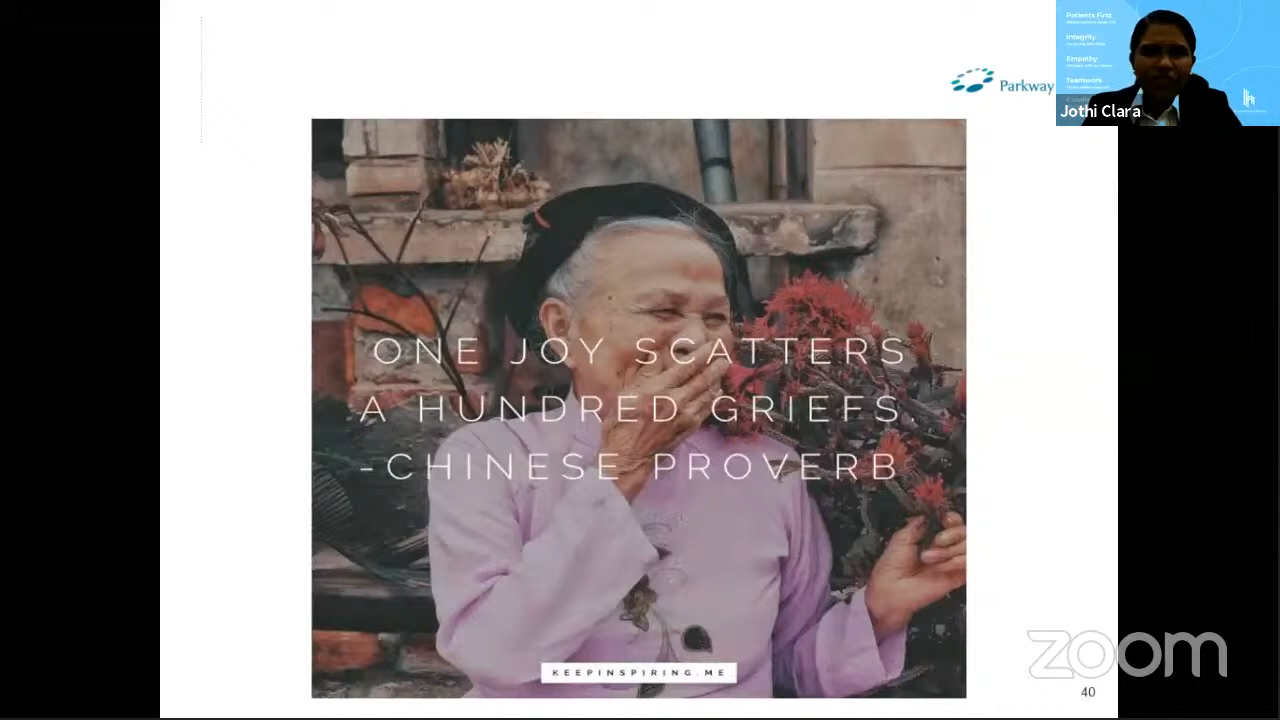 Patients First
Integrity
Empathy
Teamwork
Parkway
Jothi Clara
ONE JOY SCATTERS
A HUNDRED GRIEFS.
-CHINESE PROVERB
KEEPINSPIRING.ME
zoom
40